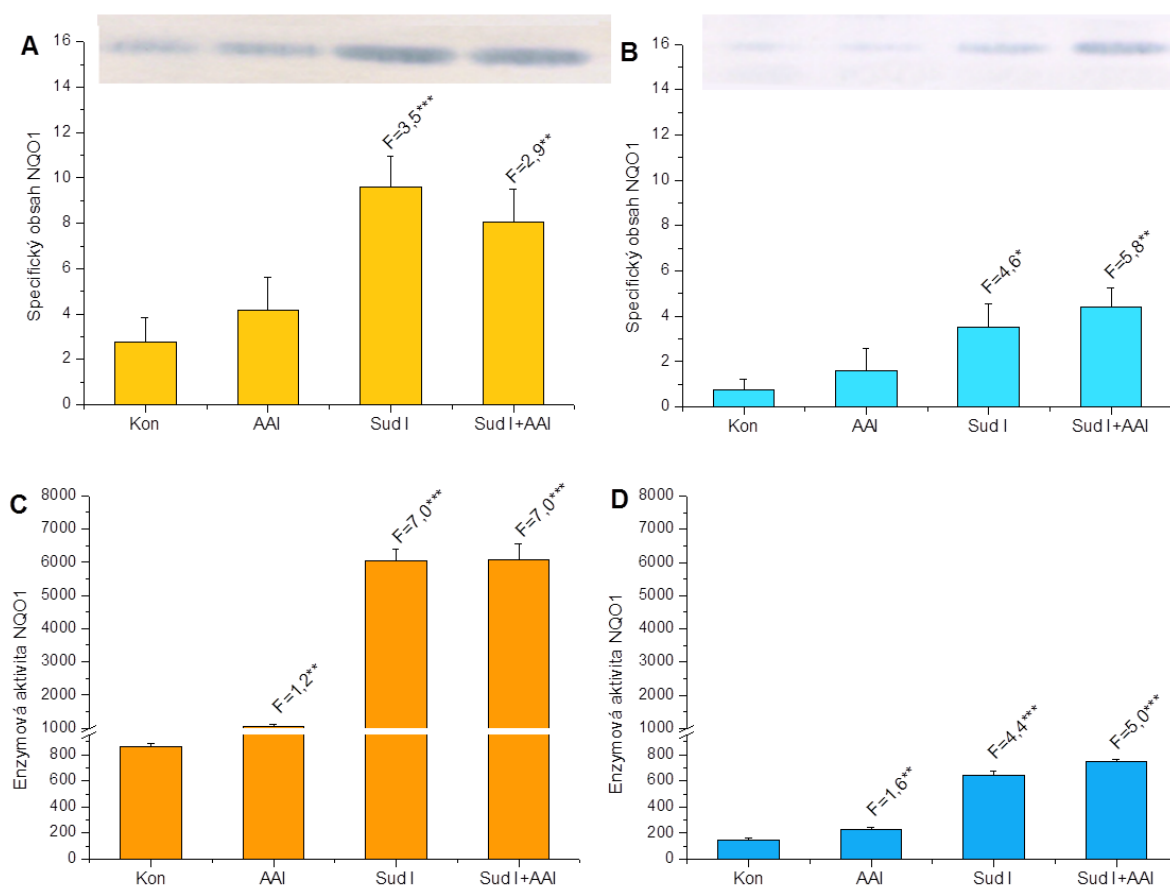 A
16
14
12
10
8
6
4
2
0
Specifický obsah NQO1
F=3,5***
F=2,9**
Kon AAI Sud I Sud I+AAI
B
16
14
12
10
8
6
4
2
0
Specifický obsah NQO1
F=4,6*
F=5,8**
Kon AAI Sud I Sud I+AAI
C
8000
7000
6000
5000
4000
3000
2000
1000
800
600
400
200
0
Enzymová aktivita NQO1
F=1,2**
F=7,0***
F=7,0***
Kon AAI Sud I Sud I+AAI
D
8000
7000
6000
5000
4000
3000
2000
1000
800
600
400
200
0
Enzymová aktivita NQO1
F=1,6**
F=4,4***
F=5,0***
Kon AAI Sud I Sud I+AAI